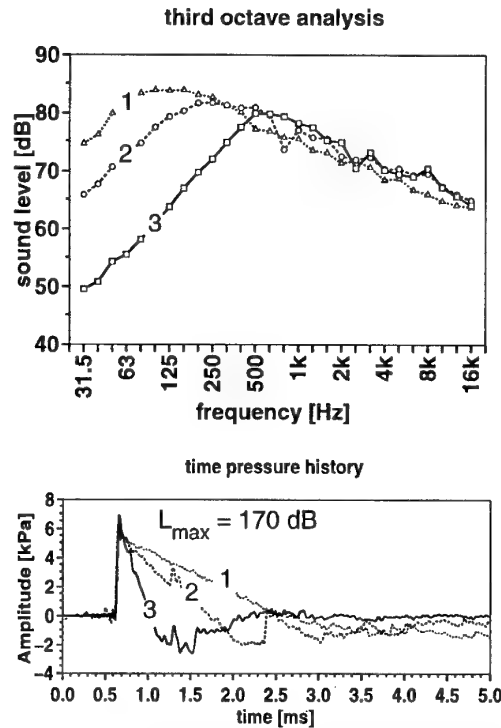 third octave analysis
sound level [dB]
90
80
70
60
50
40
1
2
3
31.5
63
125
250
500
1k
2k
4k
8k
16k
frequency [Hz]
time pressure history
Amplitude [kPa]
8
6
4
2
0
-2
-4
L_max = 170 dB
1
2
3
0.0 0.5 1.0 1.5 2.0 2.5 3.0 3.5 4.0 4.5 5.0
time [ms]